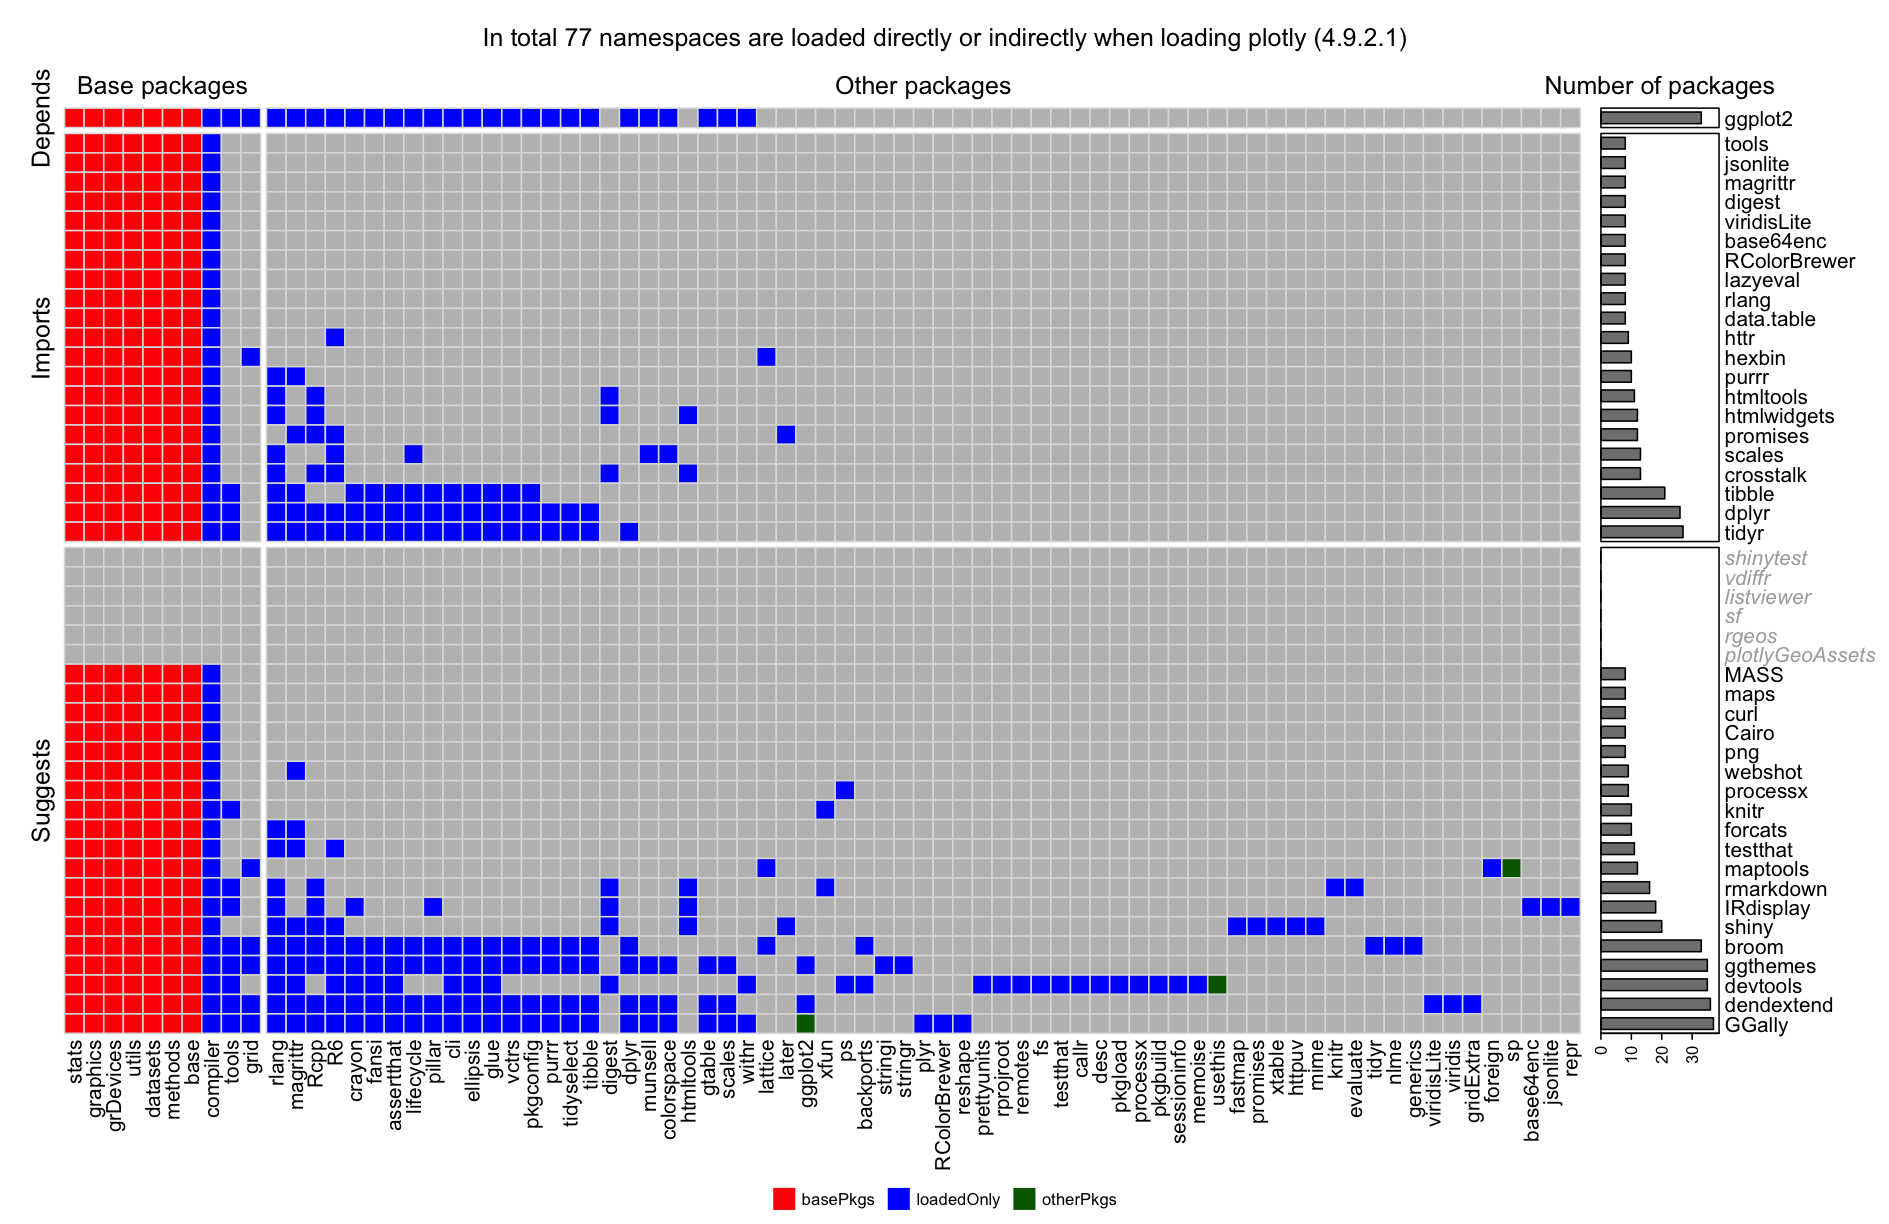 In total 77 namespaces are loaded directly or indirectly when loading plotly (4.9.2.1)
Base packages
Other packages
Number of packages
Depends
Imports
Suggests
ggplot2
tools
jsonlite
magrittr
digest
viridisLite
base64enc
RColorBrewer
lazyeval
rlang
data.table
httr
hexbin
purrr
htmltools
htmlwidgets
promises
scales
crosstalk
tibble
dplyr
tidyr
shinytest
vdiffr
listviewer
sf
rgeos
plotlyGeoAssets
MASS
maps
curl
Cairo
png
webshot
processx
knitr
forcats
testthat
maptools
rmarkdown
IRdisplay
shiny
broom
ggthemes
devtools
dendextend
GGally
0
10
20
30
stats
graphics
grDevices
utils
datasets
methods
base
compiler
tools
grid
rlang
magrittr
Rcpp
R6
crayon
fansi
assertthat
lifecycle
pillar
cli
ellipsis
glue
vctrs
pkgconfig
purrr
tidyselect
tibble
digest
dplyr
munsell
colorspace
htmltools
gtable
scales
withr
lattice
later
ggplot2
xfun
ps
backports
stringi
stringr
plyr
RColorBrewer
reshape
prettyunits
rprojroot
remotes
fs
testthat
callr
desc
pkgload
processx
pkgbuild
sessioninfo
memoise
usethis
fastmap
promises
xtable
httpuv
mime
knitr
evaluate
tidyr
nlme
generics
viridisLite
viridis
gridExtra
foreign
sp
base64enc
jsonlite
repr
basePkgs
loadedOnly
otherPkgs